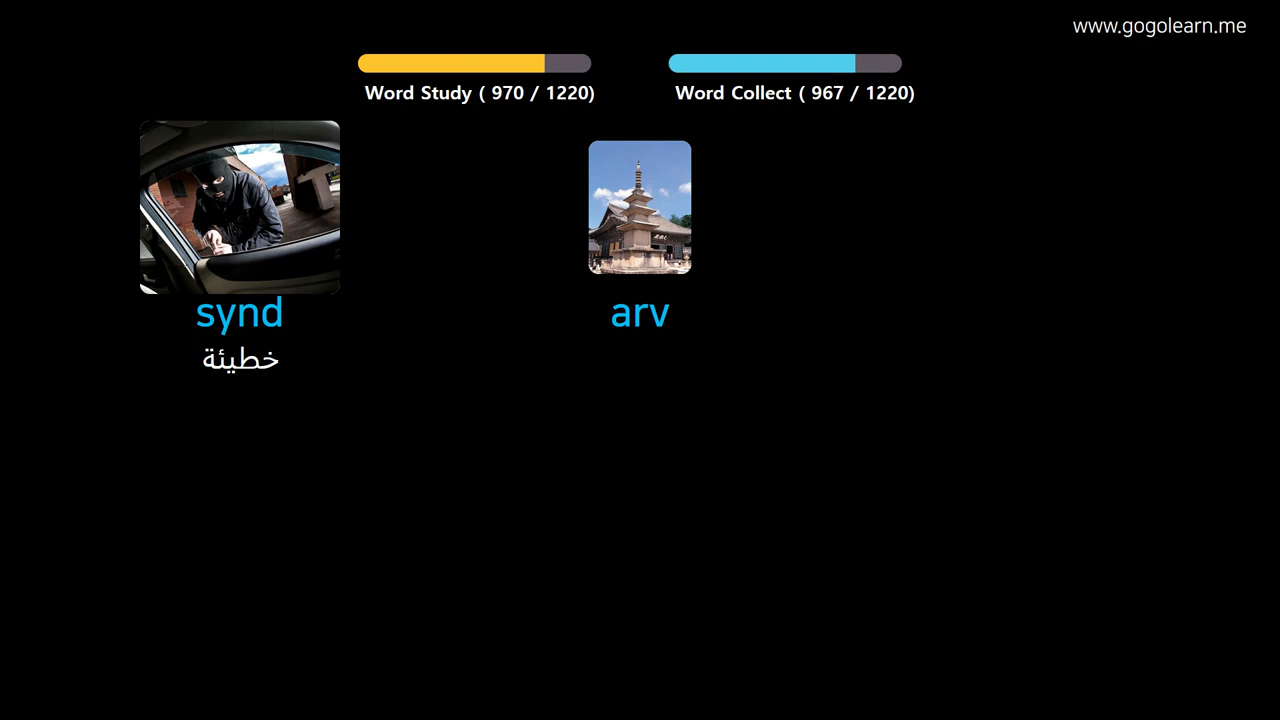 www.gogolearn.me
Word Study ( 970 / 1220)
Word Collect ( 967 / 1220)
synd
arv
خطيئة